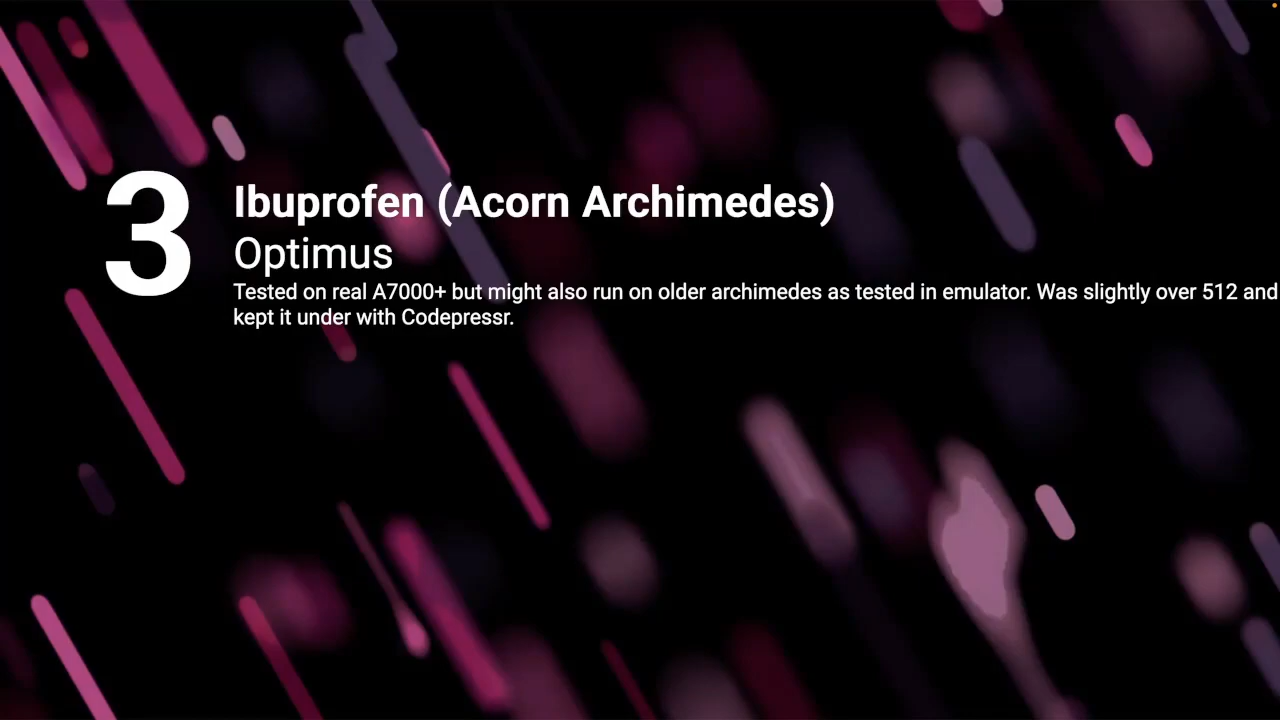 3
Ibuprofen (Acorn Archimedes)
Optimus
Tested on real A7000+ but might also run on older archimedes as tested in emulator. Was slightly over 512 and
kept it under with Codepressr.